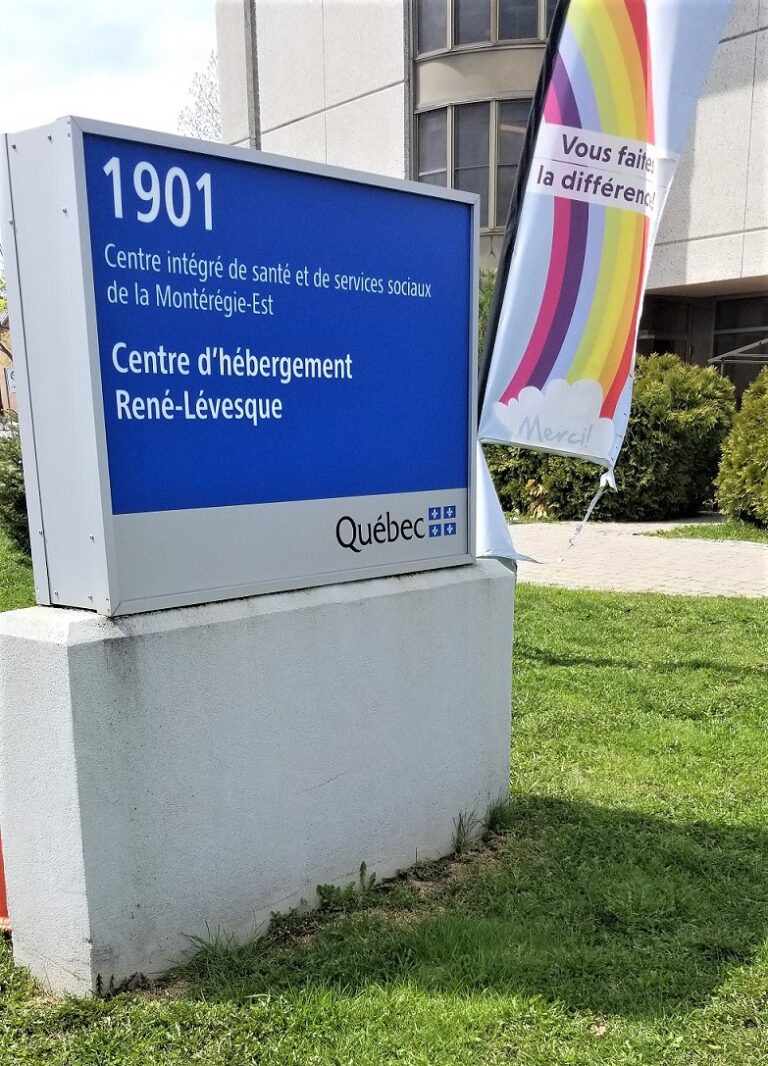 1901
Centre intégré de santé et de services sociaux
de la Montérégie-Est
Centre d'hébergement
René-Lévesque
Québec
Vous faites
la différence!
Merci!